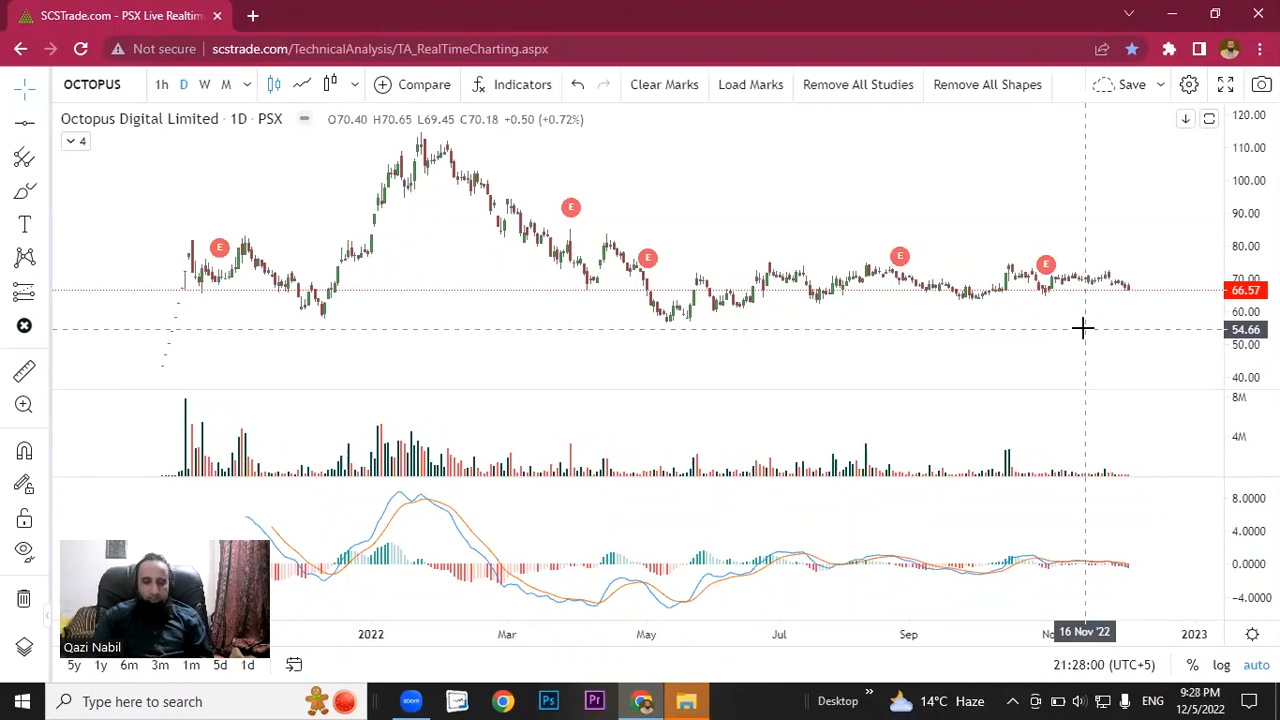 SCSTrade.com - PSX Live Realtim
Not secure
scstrade.com/TechnicalAnalysis/TA_RealTimeCharting.aspx
OCTOPUS
1h D W M
Compare
Indicators
Clear Marks
Load Marks
Remove All Studies
Remove All Shapes
Save
Octopus Digital Limited · 1D · PSX
O70.40 H70.65 L69.45 C70.18 +0.50 (+0.72%)
4
120.00
110.00
100.00
90.00
80.00
70.00
66.57
60.00
54.66
50.00
40.00
E
E
E
E
E
8M
4M
8.0000
4.0000
0.0000
−4.0000
Qazi Nabil
2022
Mar
May
Jul
Sep
16 Nov '22
2023
5y 1y 6m 3m 1m 5d 1d
21:28:00 (UTC+5)
% log auto
Type here to search
zoom
Ps
Pr
Desktop
14°C Haze
ENG
9:28 PM
12/5/2022